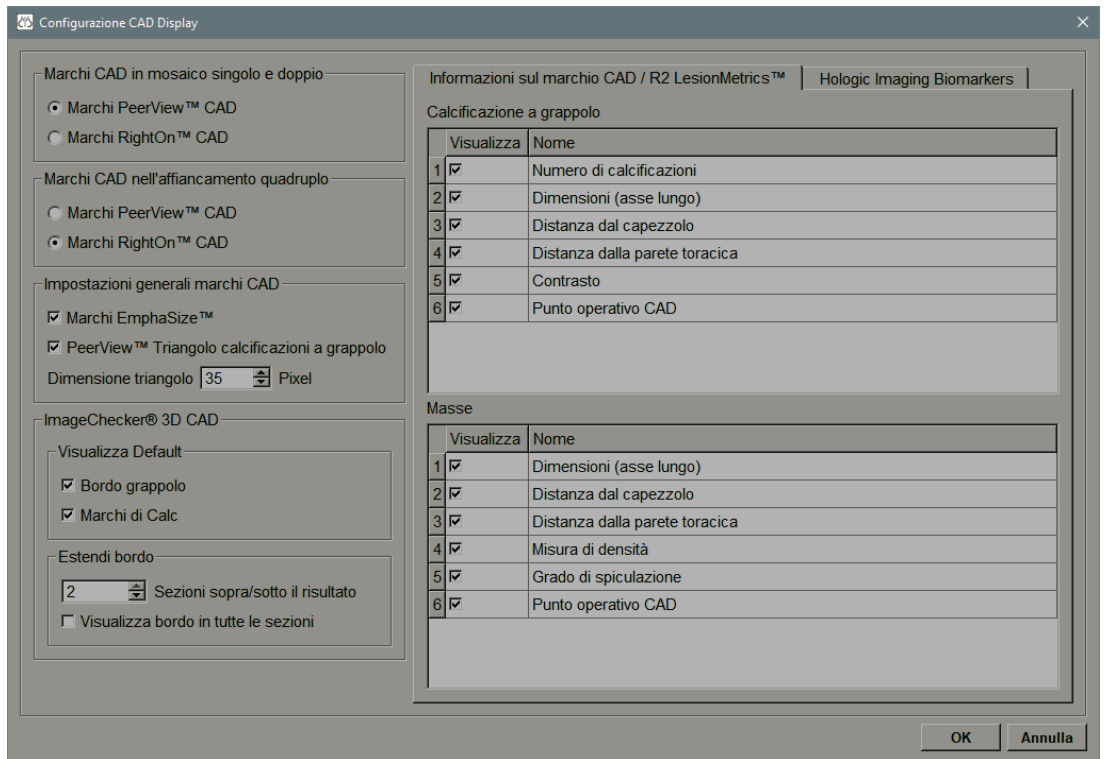 Configurazione CAD Display
Marchi CAD in mosaico singolo e doppio
Marchi PeerView™ CAD
Marchi RightOn™ CAD
Marchi CAD nell'affiancamento quadruplo
Marchi PeerView™ CAD
Marchi RightOn™ CAD
Impostazioni generali marchi CAD
Marchi EmphaSize™
PeerView™ Triangolo calcificazioni a grappolo
Dimensione triangolo 35 Pixel
ImageChecker® 3D CAD
Visualizza Default
Bordo grappolo
Marchi di Calc
Estendi bordo
2 Sezioni sopra/sotto il risultato
Visualizza bordo in tutte le sezioni
Informazioni sul marchio CAD / R2 LesionMetrics™ Hologic Imaging Biomarkers
Calcificazione a grappolo
Visualizza Nome
1 Numero di calcificazioni
2 Dimensioni (asse lungo)
3 Distanza dal capezzolo
4 Distanza dalla parete toracica
5 Contrasto
6 Punto operativo CAD
Masse
Visualizza Nome
1 Dimensioni (asse lungo)
2 Distanza dal capezzolo
3 Distanza dalla parete toracica
4 Misura di densità
5 Grado di spiculazione
6 Punto operativo CAD
OK Annulla